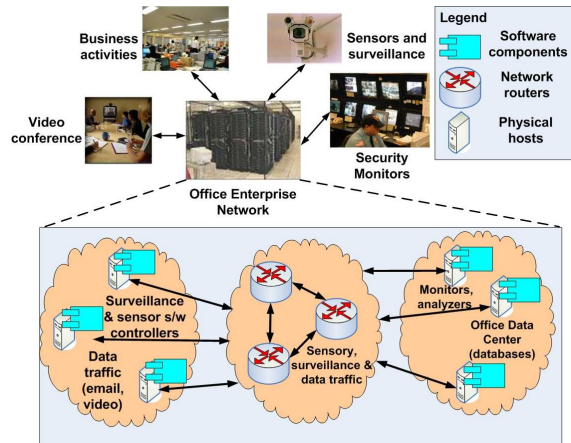 Business
activities
Sensors and
surveillance
Legend
Software
components
Network
routers
Physical
hosts
Video
conference
Security
Monitors
Office Enterprise
Network
Surveillance
& sensor s/w
controllers
Data
traffic
(email,
video)
Sensory,
surveillance &
data traffic
Monitors,
analyzers
Office Data
Center
(databases)